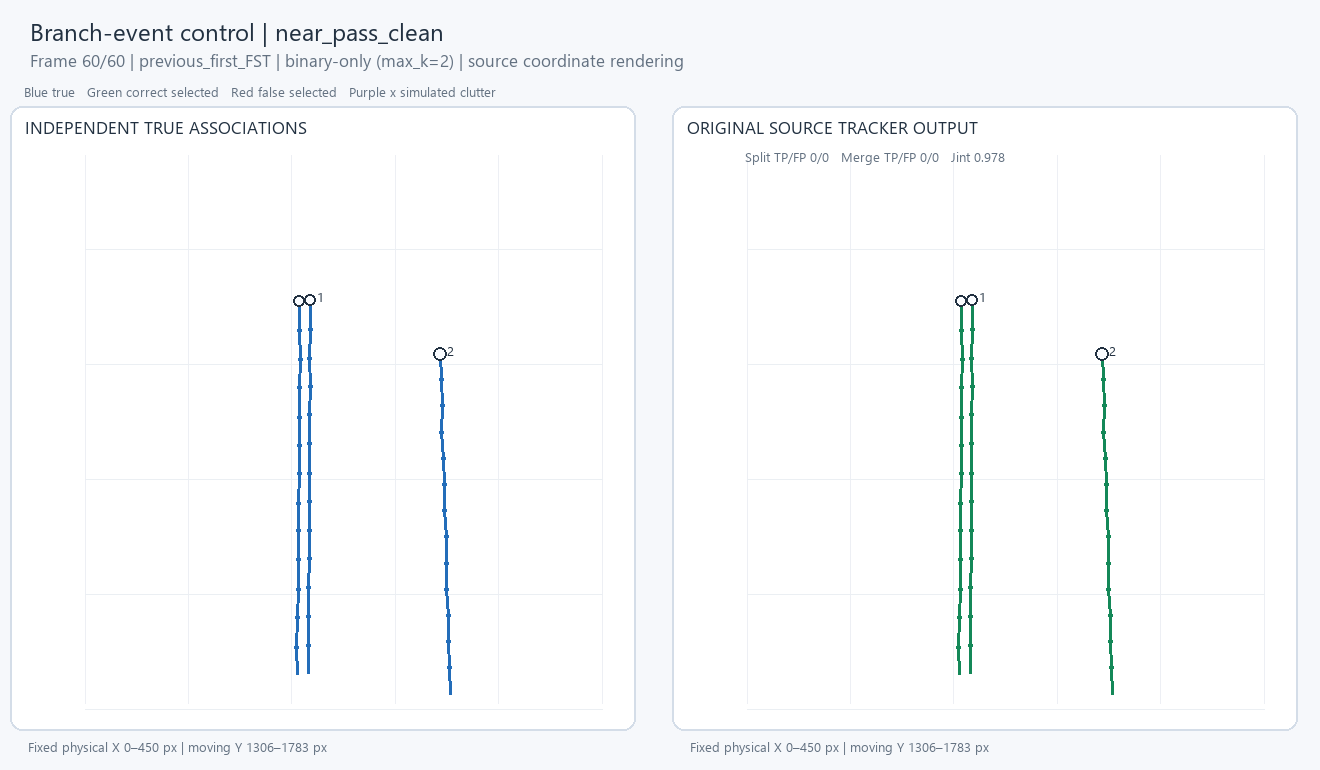 Branch-event control | near_pass_clean
Frame 60/60 | previous_first_FST | binary-only (max_k=2) | source coordinate rendering
Blue true   Green correct selected   Red false selected   Purple x simulated clutter
INDEPENDENT TRUE ASSOCIATIONS
1
2
Fixed physical X 0–450 px | moving Y 1306–1783 px
ORIGINAL SOURCE TRACKER OUTPUT
Split TP/FP 0/0   Merge TP/FP 0/0   Jint 0.978
1
2
Fixed physical X 0–450 px | moving Y 1306–1783 px